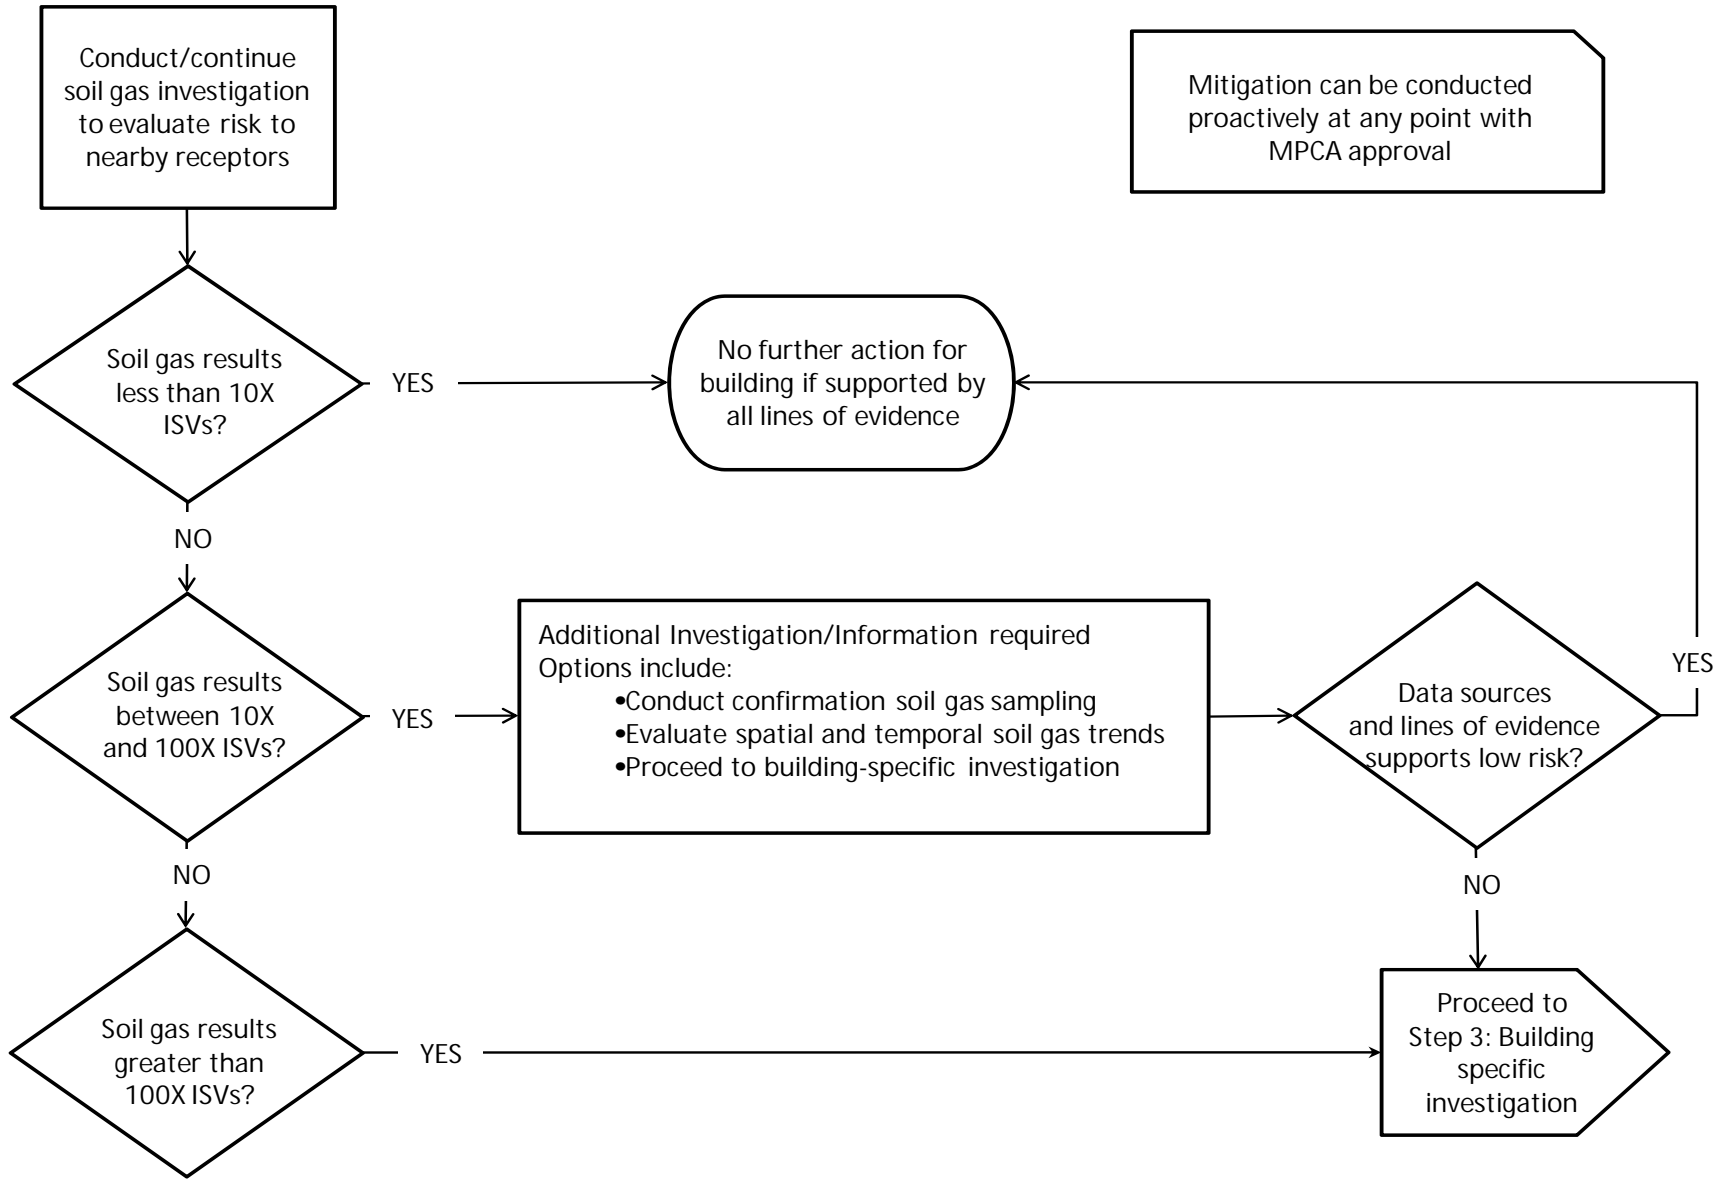 Conduct/continue
soil gas investigation
to evaluate risk to
nearby receptors
Mitigation can be conducted
proactively at any point with
MPCA approval
Soil gas results
less than 10X
ISVs?
YES
No further action for
building if supported by
all lines of evidence
NO
Soil gas results
between 10X
and 100X ISVs?
YES
Additional Investigation/Information required
Options include:
•Conduct confirmation soil gas sampling
•Evaluate spatial and temporal soil gas trends
•Proceed to building-specific investigation
Data sources
and lines of evidence
supports low risk?
YES
NO
NO
Soil gas results
greater than
100X ISVs?
YES
Proceed to
Step 3: Building
specific
investigation